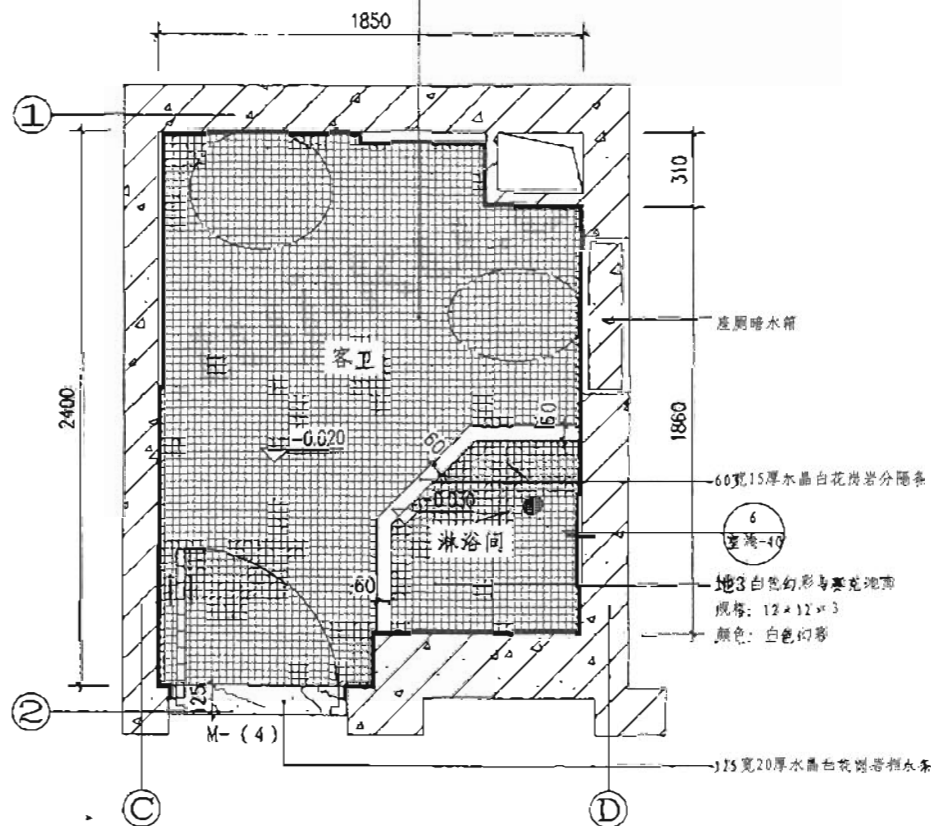 1850
①
310
座厕暗水箱
客卫
2400
1860
60
-0.020
60
60宽15厚水晶白花岗岩分隔条
-0.030
6
淋浴间
地3白色幻彩马赛克地面
60
规格：12×12×3
颜色：白色幻彩
②
M-(4)
125宽20厚水晶白花岗岩挡水条
C
D